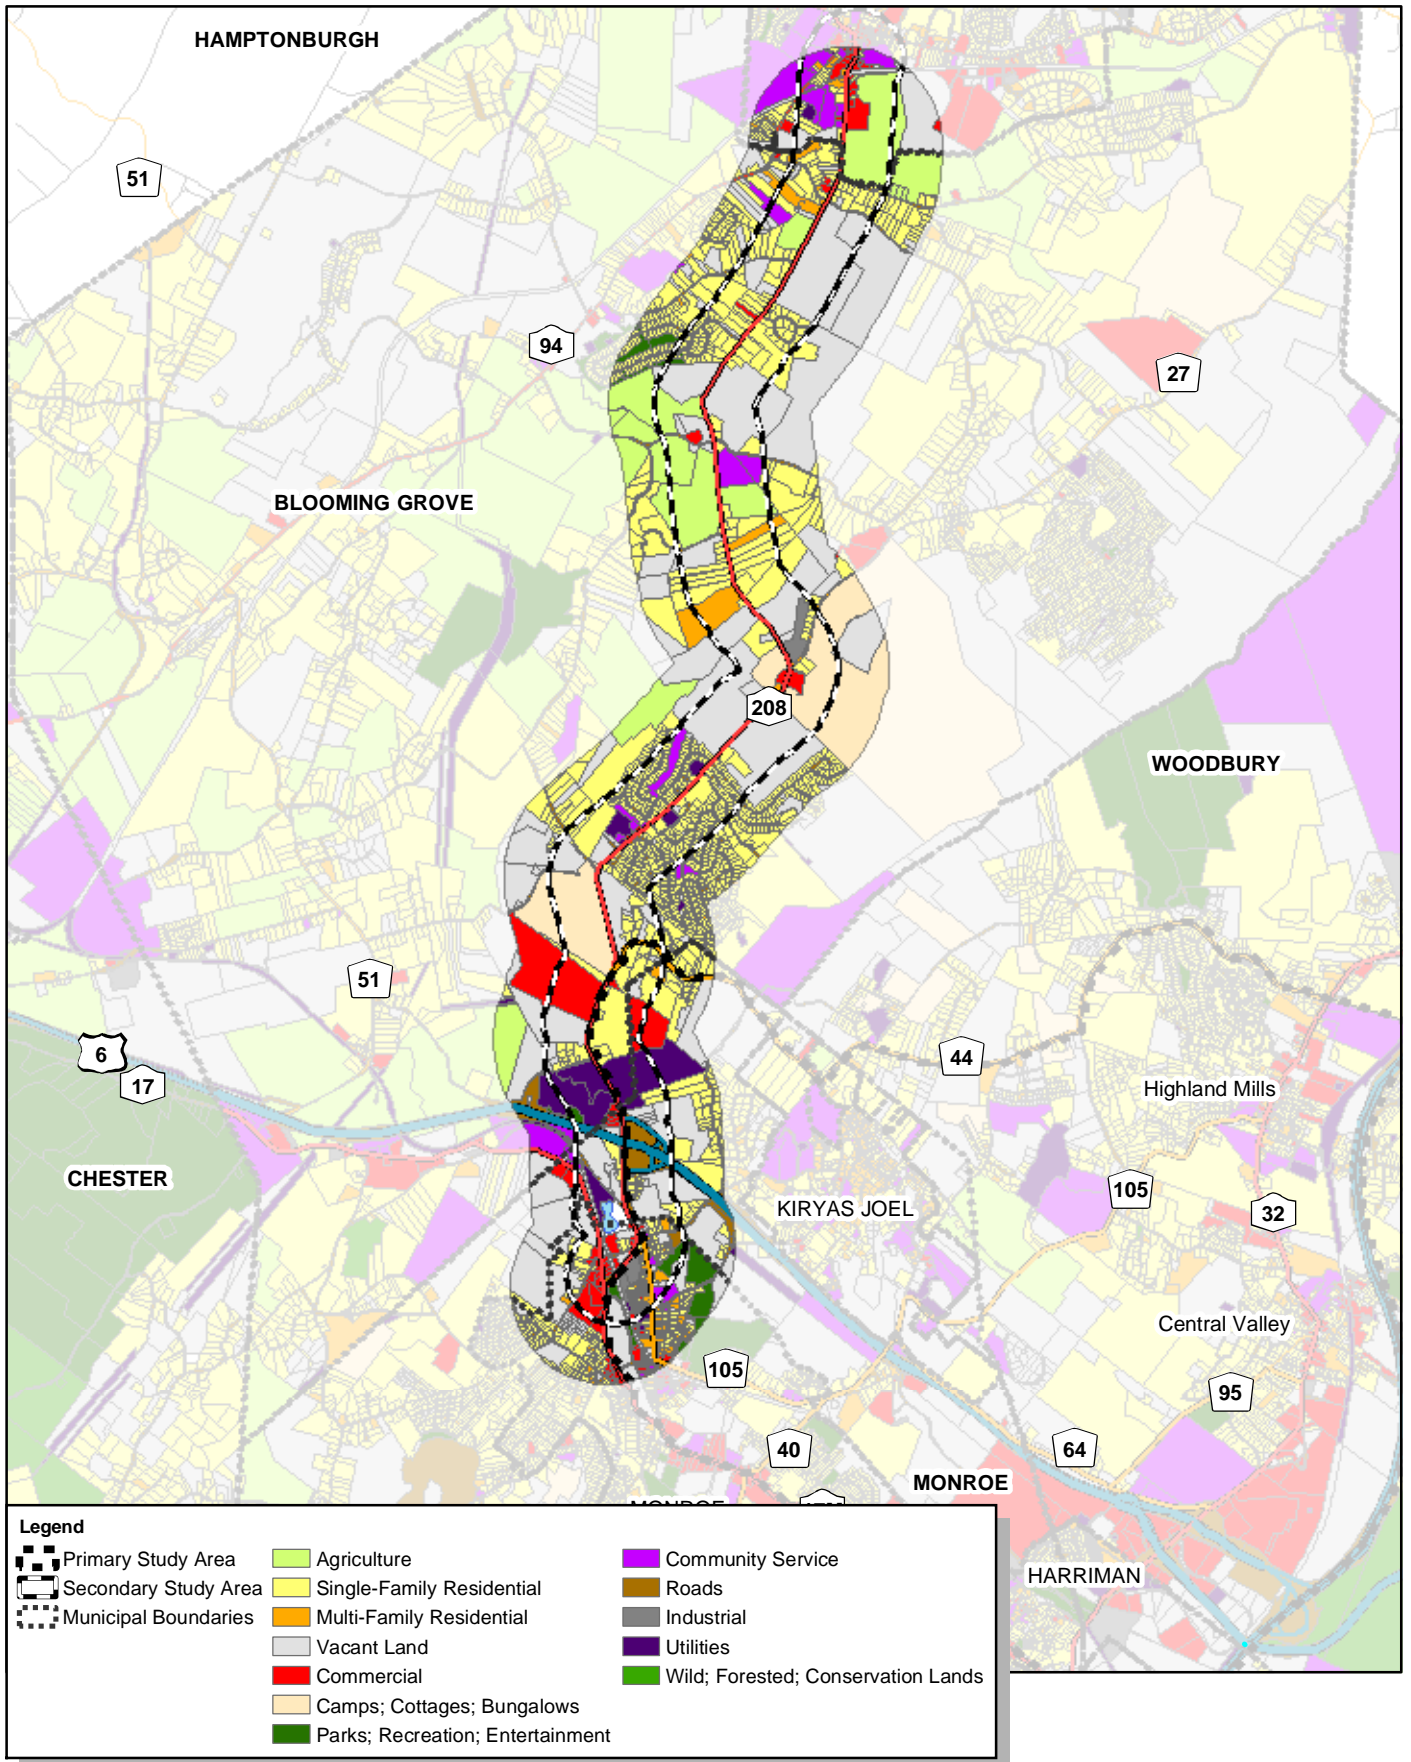 HAMPTONBURGH
51
94
27
BLOOMING GROVE
208
WOODBURY
51
6
17
44
Highland Mills
CHESTER
105
KIRYAS JOEL
32
Central Valley
105
95
40
64
MONROE
MONROE
HARRIMAN
Legend
Primary Study Area
Secondary Study Area
Municipal Boundaries
Agriculture
Single-Family Residential
Multi-Family Residential
Vacant Land
Commercial
Camps; Cottages; Bungalows
Parks; Recreation; Entertainment
Community Service
Roads
Industrial
Utilities
Wild; Forested; Conservation Lands